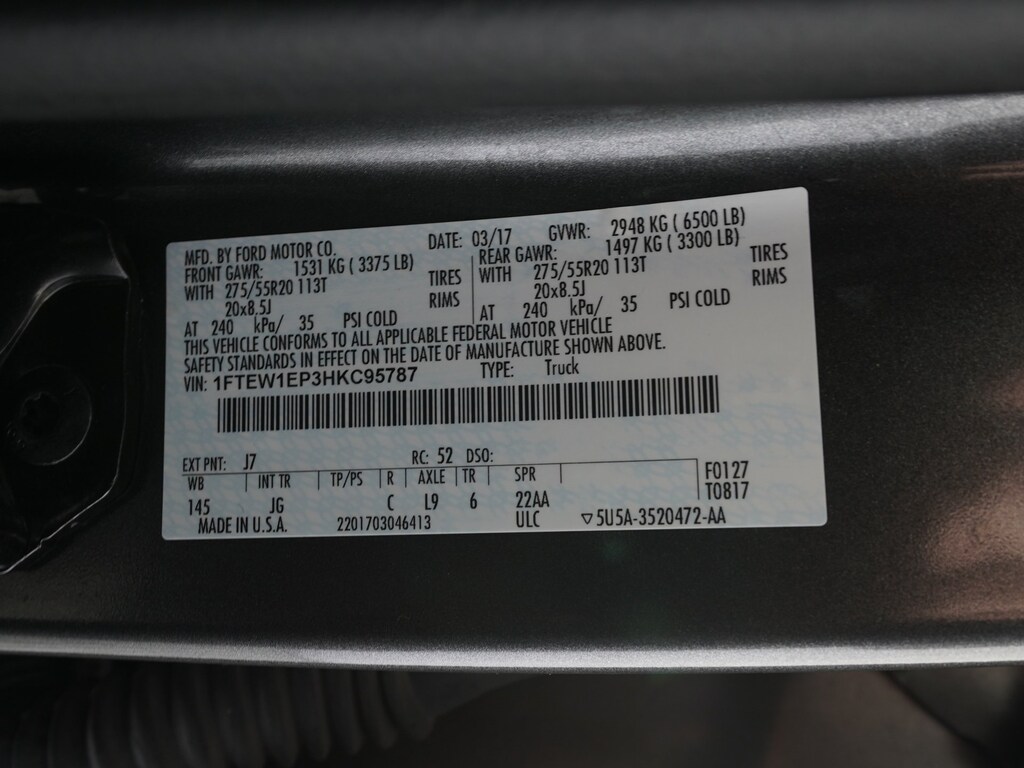 MFD. BY FORD MOTOR CO. DATE: 03/17 GVWR: 2948 KG ( 6500 LB)
FRONT GAWR: 1531 KG ( 3375 LB) REAR GAWR: 1497 KG ( 3300 LB)
WITH 275/55R20 113T TIRES WITH 275/55R20 113T TIRES
20x8.5J RIMS 20x8.5J RIMS
AT 240 kPa/ 35 PSI COLD AT 240 kPa/ 35 PSI COLD
THIS VEHICLE CONFORMS TO ALL APPLICABLE FEDERAL MOTOR VEHICLE
SAFETY STANDARDS IN EFFECT ON THE DATE OF MANUFACTURE SHOWN ABOVE.
VIN: 1FTEW1EP3HKC95787 TYPE: Truck
EXT PNT: J7 RC: 52 DSO:
WB INT TR TP/PS R AXLE TR SPR F0127
145 JG C L9 6 22AA T0817
MADE IN U.S.A. 2201703046413 ULC ▽5U5A-3520472-AA